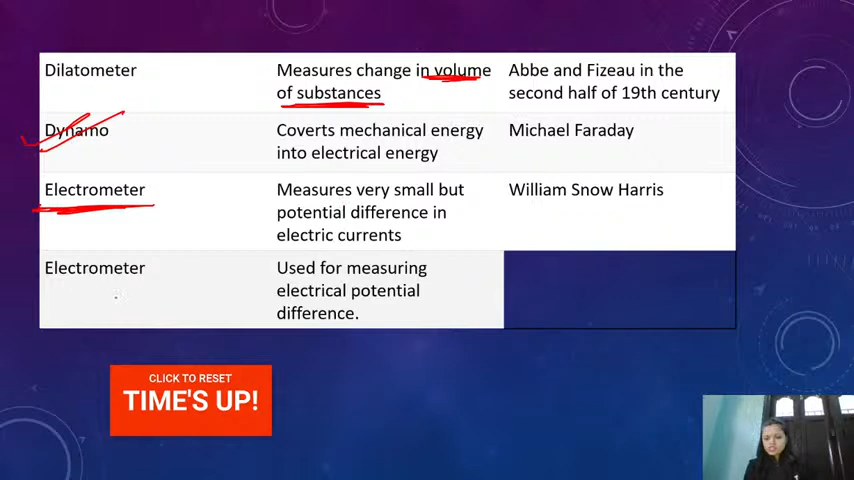 Dilatometer
Measures change in volume
of substances
Abbe and Fizeau in the
second half of 19th century
Dynamo
Coverts mechanical energy
into electrical energy
Michael Faraday
Electrometer
Measures very small but
potential difference in
electric currents
William Snow Harris
Electrometer
Used for measuring
electrical potential
difference.
CLICK TO RESET
TIME'S UP!